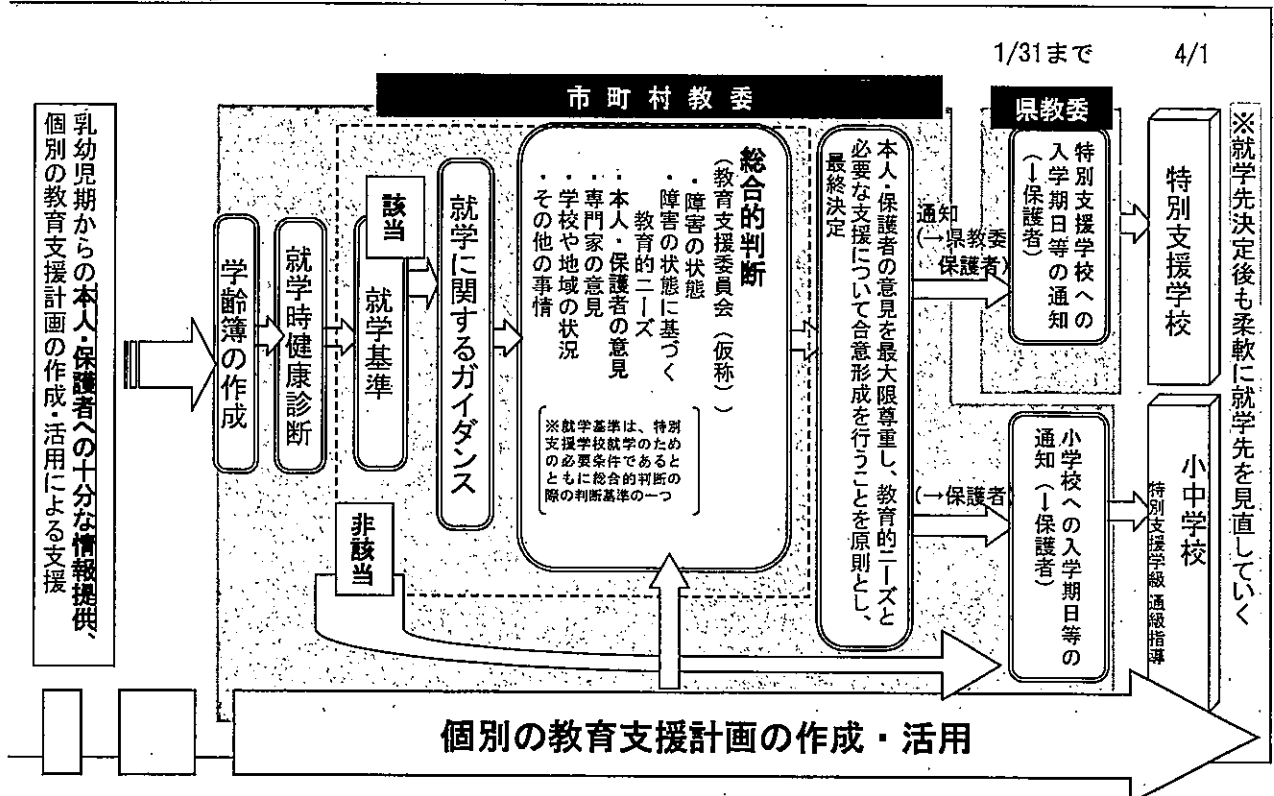 1/31まで
4/1
市町村教委
県教委
乳幼児期からの本人・保護者への十分な情報提供、
個別の教育支援計画の作成・活用による支援
学齢簿の作成
就学時健康診断
該当
就学基準
非該当
就学に関するガイダンス
総合的判断
(教育支援委員会(仮称))
・障害の状態
・障害の状態に基づく
教育的ニーズ
・本人・保護者の意見
・専門家の意見
・学校や地域の状況
・その他の事情
※就学基準は、特別
支援学校就学のため
の必要条件であると
ともに総合的判断の
際の判断基準の一つ
本人・保護者の意見を最大限尊重し、教育的ニーズと
必要な支援について合意形成を行うことを原則とし、
最終決定
通知
(→県教委
保護者)
(→保護者)
特別支援学校への
入学期日等の通知
(→保護者)
小学校への入学期日等の
通知(→保護者)
特別支援学校
小中学校
特別支援学級 通級指導
※就学先決定後も柔軟に就学先を見直していく
個別の教育支援計画の作成・活用